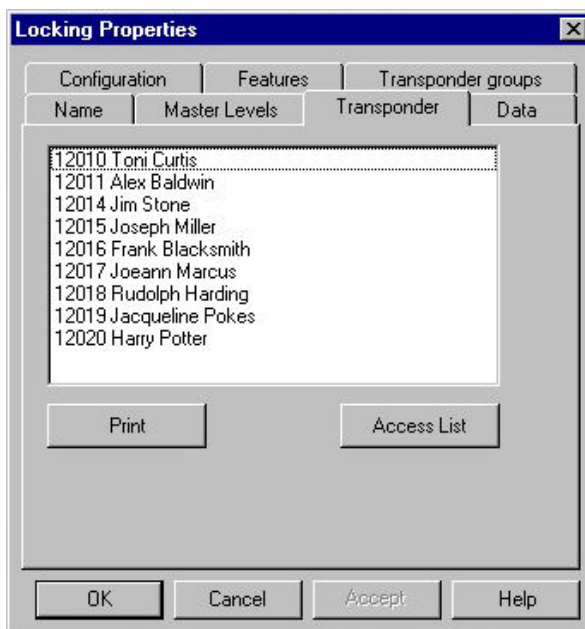 Locking Properties
Configuration Features Transponder groups
Name Master Levels Transponder Data
12010 Toni Curtis
12011 Alex Baldwin
12014 Jim Stone
12015 Joseph Miller
12016 Frank Blacksmith
12017 Joeann Marcus
12018 Rudolph Harding
12019 Jacqueline Pokes
12020 Harry Potter
Print Access List
OK Cancel Accept Help